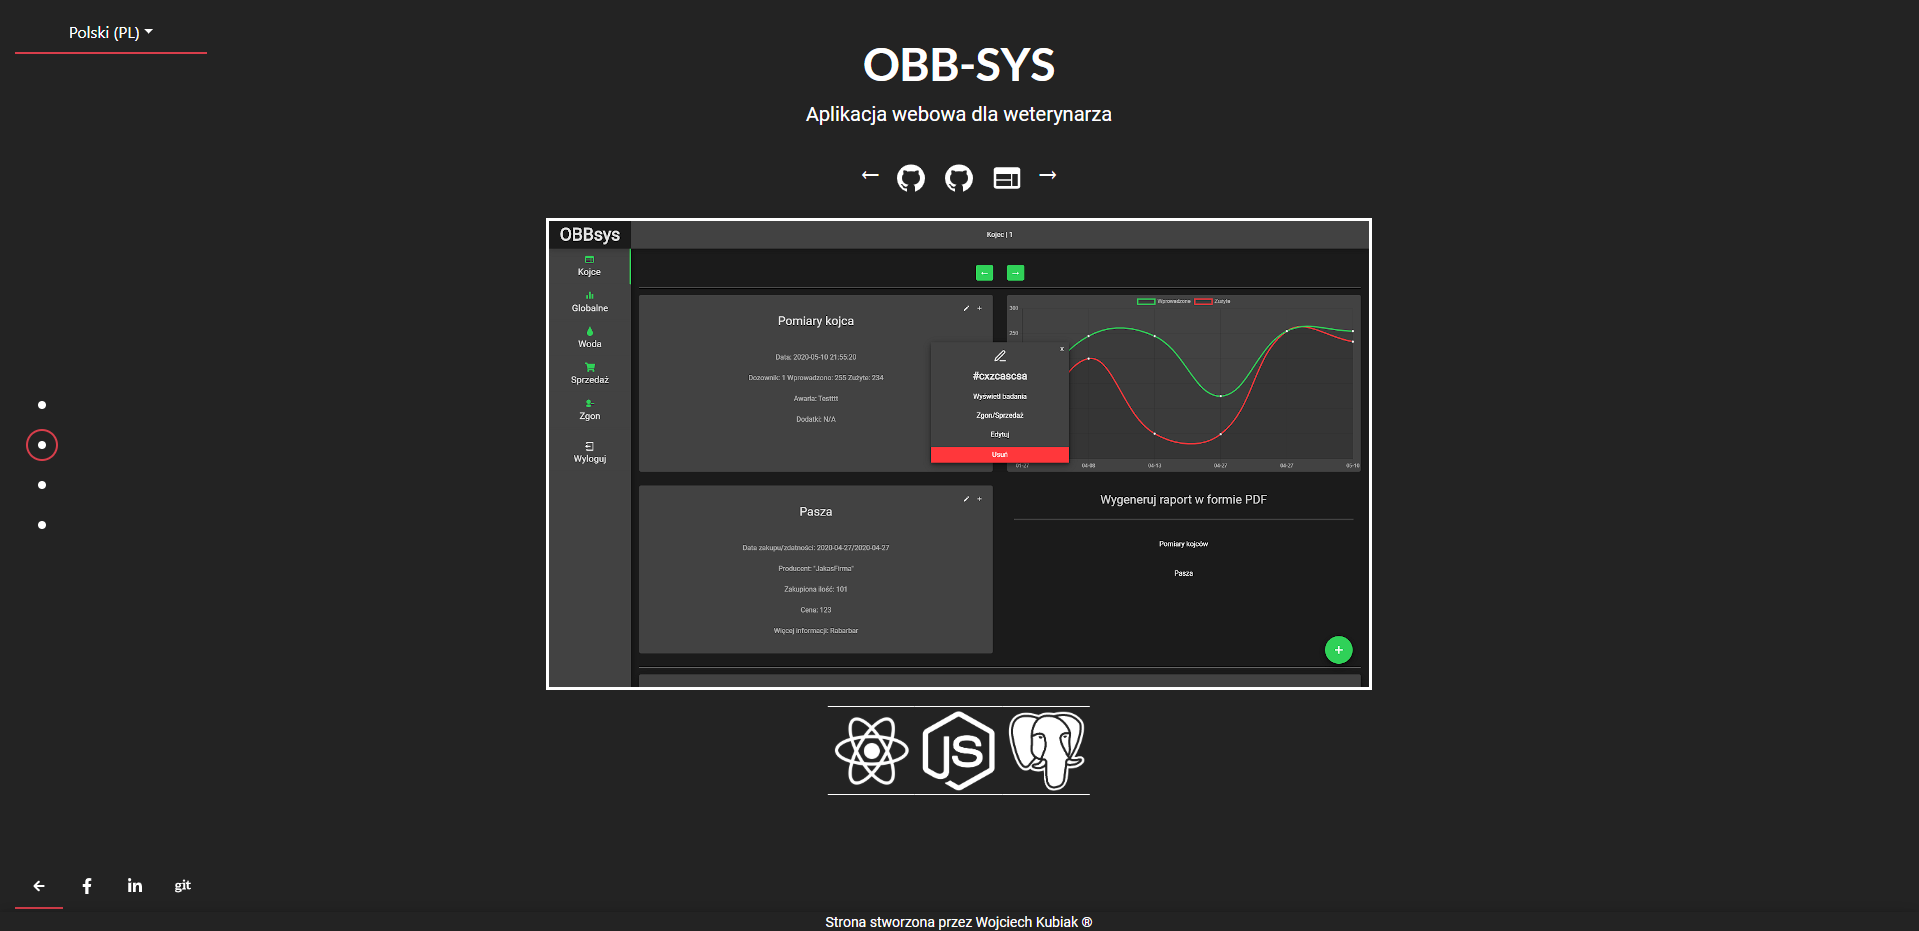 Polski (PL)
OBB-SYS
Aplikacja webowa dla weterynarza
OBBsys
Kojec | 1
Kojce
Globalne
Woda
Sprzedaż
Zgon
Wyloguj
Pomiary kojca
Data: 2020-05-10 21:55:20
Dozownik: 1 Wprowadzono: 255 Zużyte: 234
Awaria: Testttt
Dodatki: N/A
Wprowadzone Zużyte
300
250
x
#cxzcascsa
Wyświetl badania
Zgon/Sprzedaż
Edytuj
Usuń
01-27 04-08 04-13 04-27 04-27 05-10
Pasza
Data zakupu/zdatności: 2020-04-27/2020-04-27
Producent: "JakasFirma"
Zakupiona ilość: 101
Cena: 123
Więcej informacji: Rabarbar
Wygeneruj raport w formie PDF
Pomiary kojców
Pasza
+
JS
f in git
Strona stworzona przez Wojciech Kubiak ®